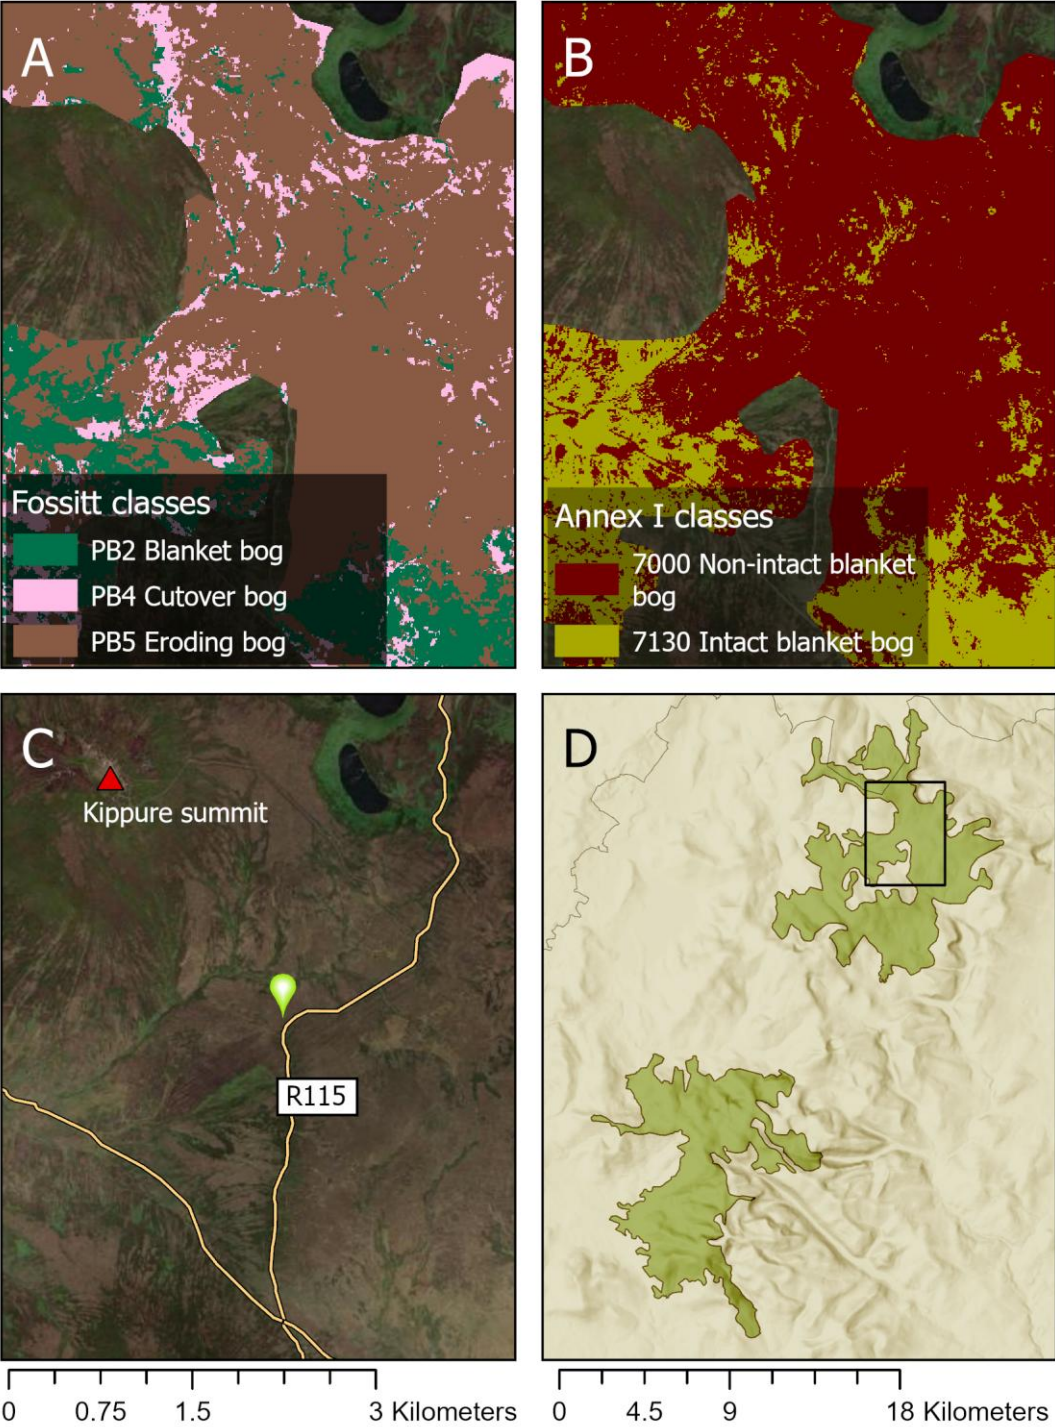 A
Fossitt classes
PB2 Blanket bog
PB4 Cutover bog
PB5 Eroding bog
B
Annex I classes
7000 Non-intact blanket
bog
7130 Intact blanket bog
C
Kippure summit
R115
D
0 0.75 1.5 3 Kilometers
0 4.5 9 18 Kilometers